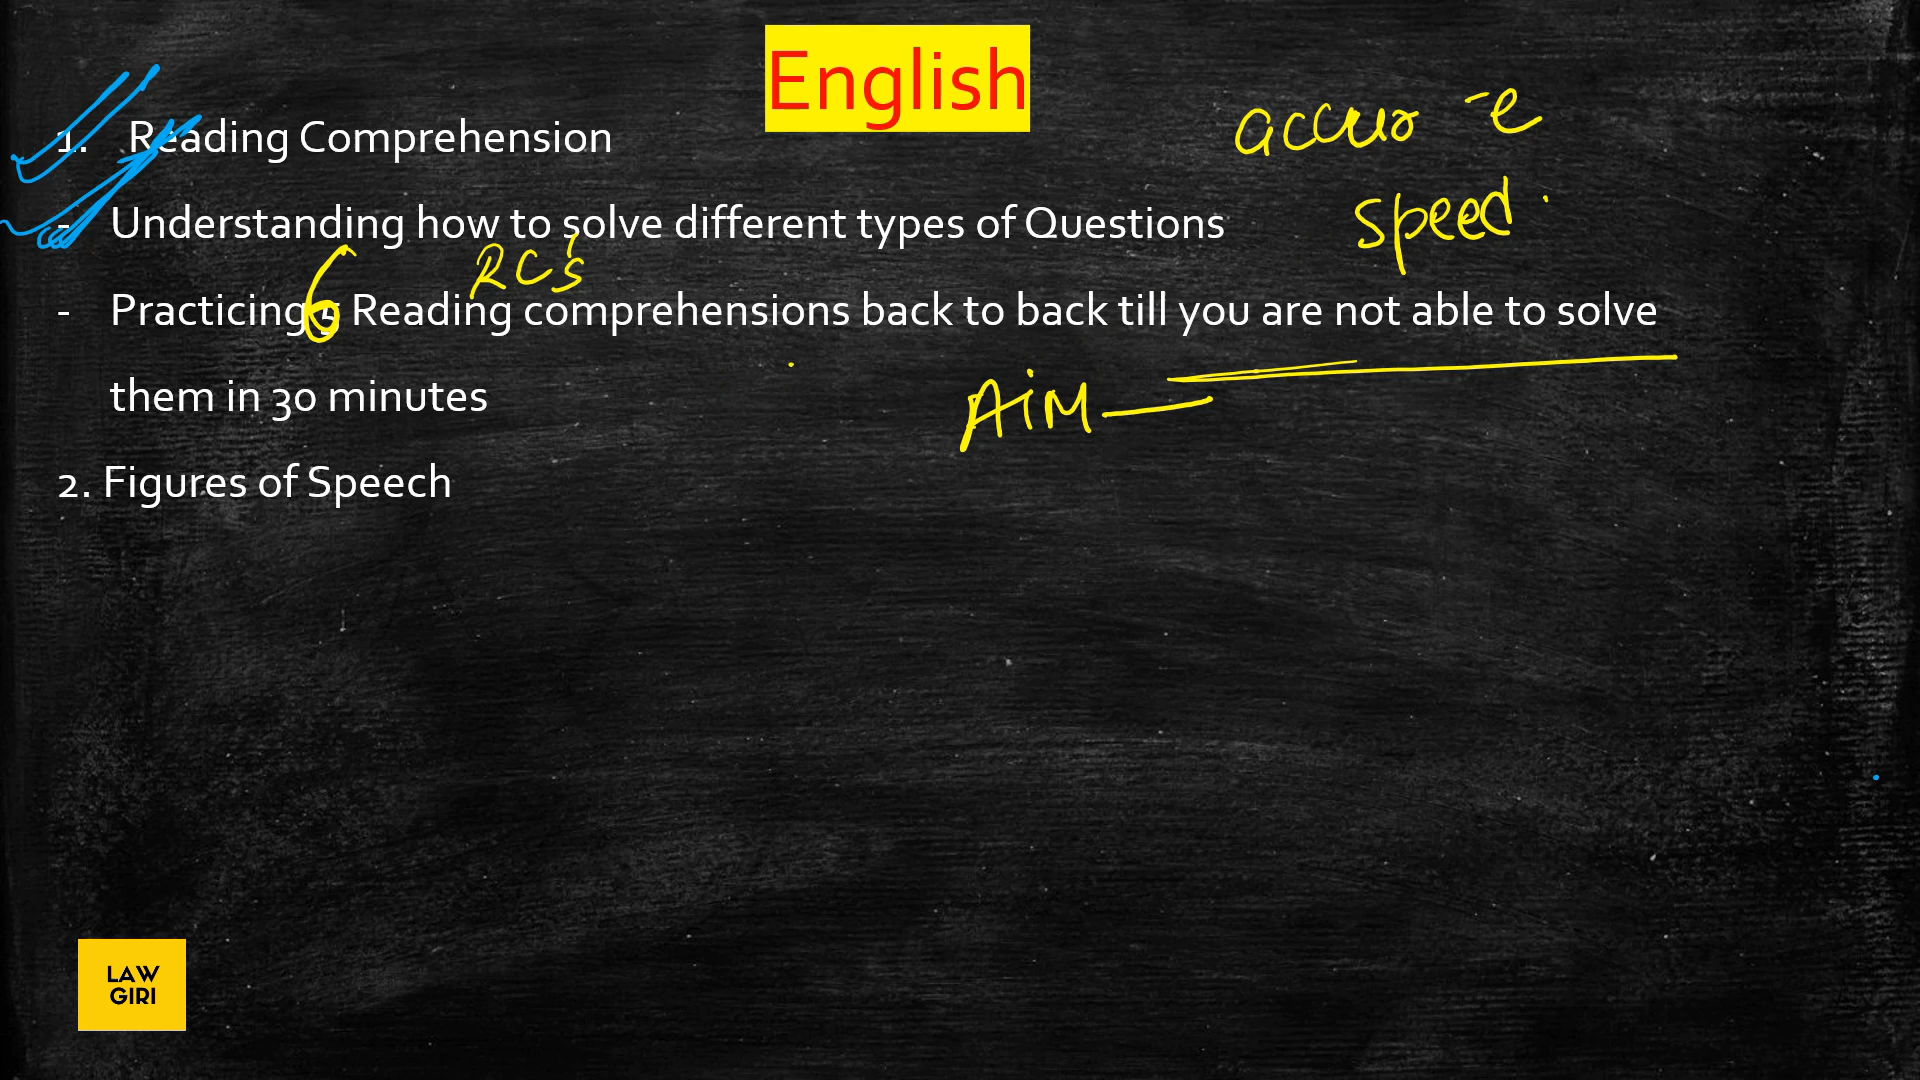 English
1. Reading Comprehension
- Understanding how to solve different types of Questions
speed.
RC's
- Practicing 6 Reading comprehensions back to back till you are not able to solve
them in 30 minutes
AIM —
2. Figures of Speech
LAW
GIRI